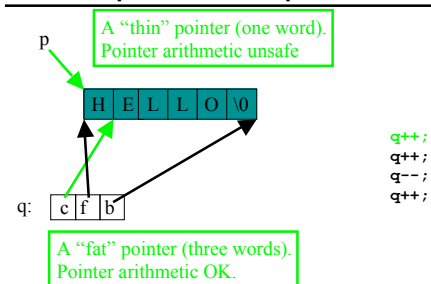 A “thin” pointer (one word).
Pointer arithmetic unsafe
p
H E L L O \0
q++;
q++;
q--;
q++;
q: c f b
A “fat” pointer (three words).
Pointer arithmetic OK.